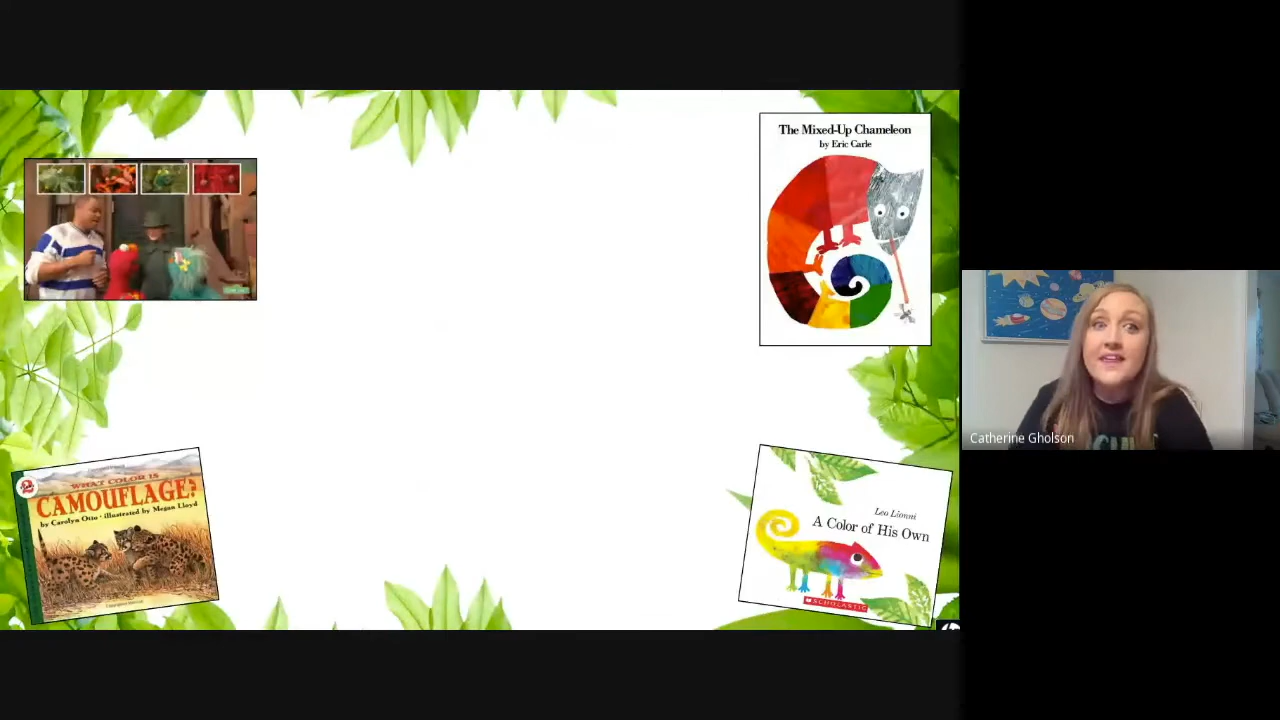 The Mixed-Up Chameleon
by Eric Carle
WHAT COLOR IS
CAMOUFLAGE?
by Carolyn Otto · illustrated by Megan Lloyd
Leo Lionni
A Color of His Own
SCHOLASTIC
Catherine Gholson